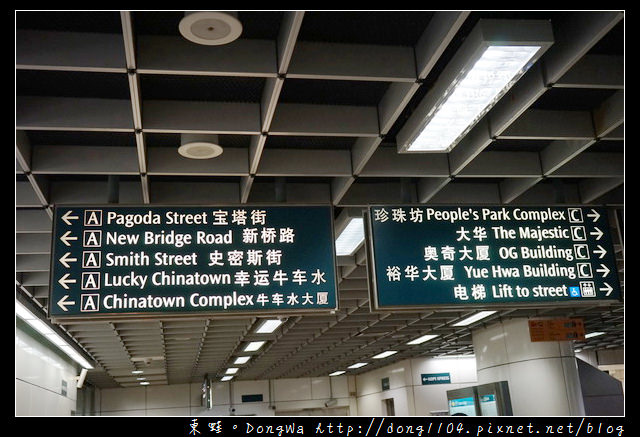 ← A Pagoda Street 宝塔街
← A New Bridge Road 新桥路
← A Smith Street 史密斯街
← A Lucky Chinatown 幸运牛车水
← A Chinatown Complex 牛车水大厦
珍珠坊 People's Park Complex C →
大华 The Majestic C →
奥奇大厦 OG Building C →
裕华大厦 Yue Hwa Building C →
电梯 Lift to street →
東蛙。DongWa @ http://dong1104.pixnet.net/blog